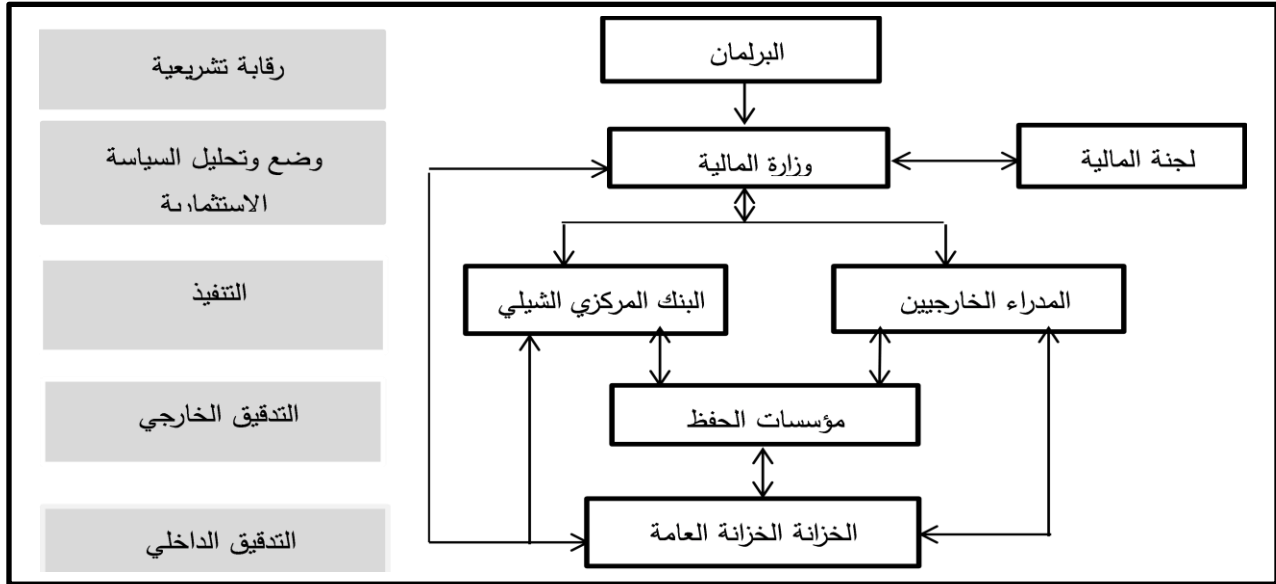 رقابة تشريعية
البرلمان
وضع وتحليل السياسة
الاستثمارية
وزارة المالية
لجنة المالية
التنفيذ
البنك المركزي الشيلي
المدراء الخارجيين
التدقيق الخارجي
مؤسسات الحفظ
التدقيق الداخلي
الخزانة الخزانة العامة